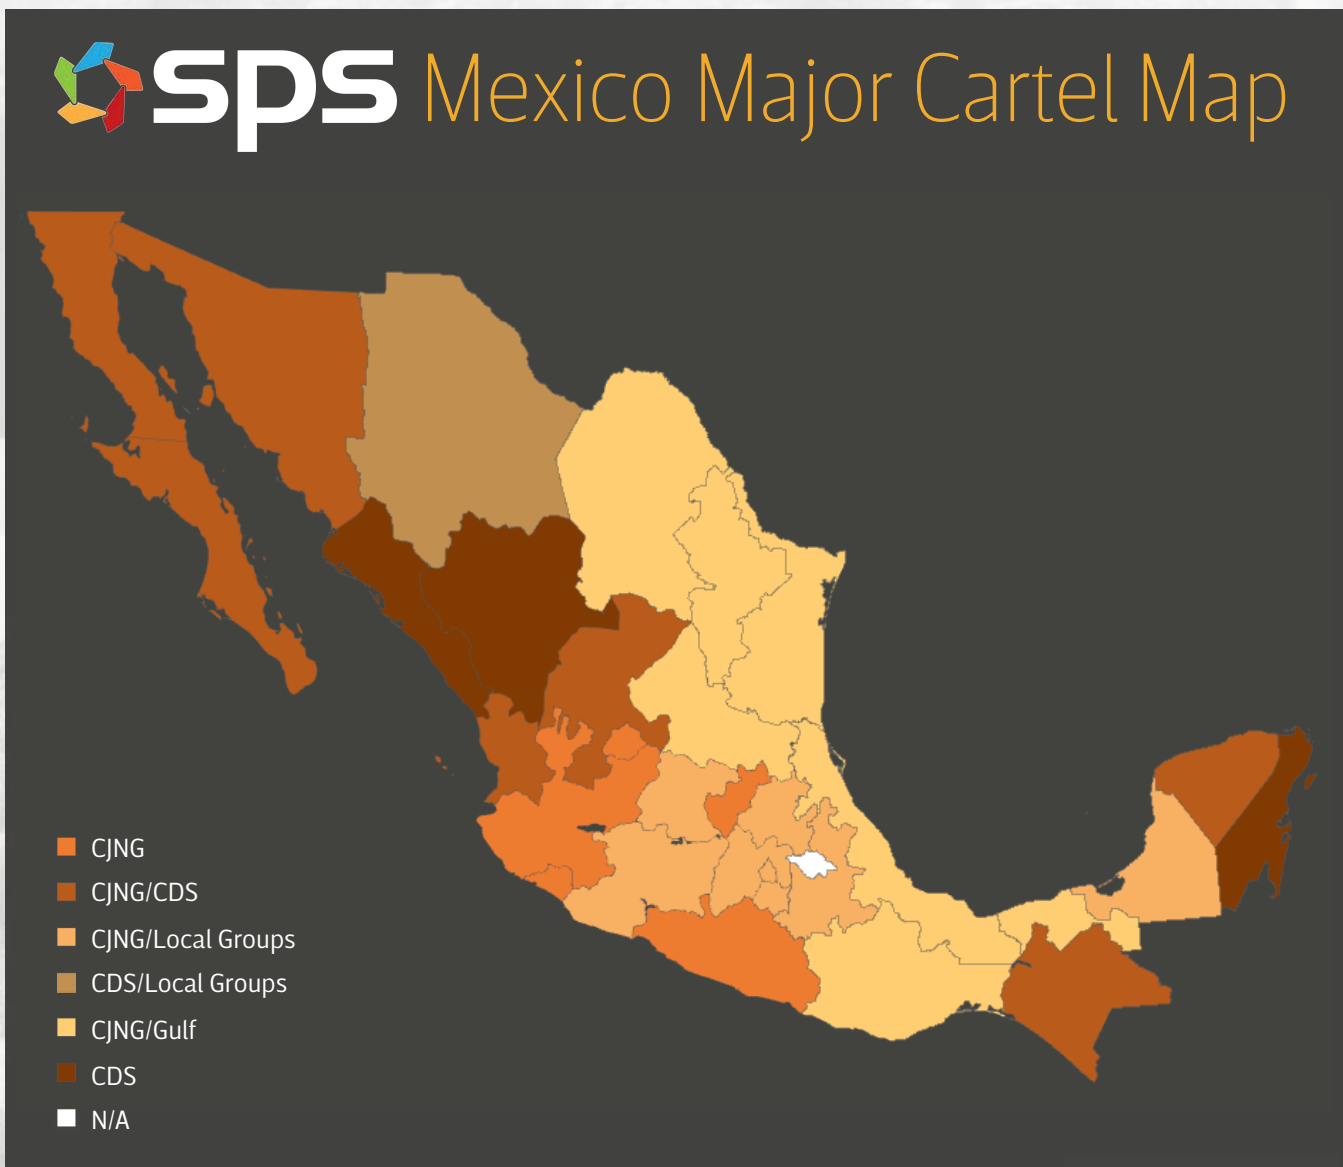 sps Mexico Major Cartel Map
CJNG
CJNG/CDS
CJNG/Local Groups
CDS/Local Groups
CJNG/Gulf
CDS
N/A